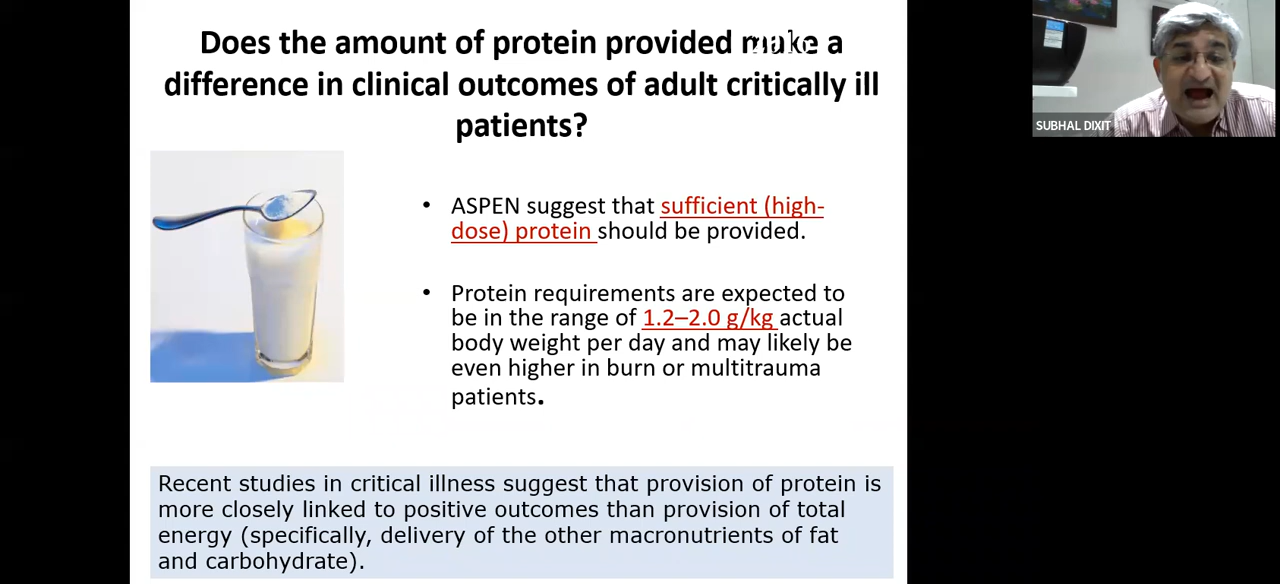 Does the amount of protein provided make a
difference in clinical outcomes of adult critically ill
patients?
SUBHAL DIXIT
• ASPEN suggest that sufficient (high-
dose) protein should be provided.
• Protein requirements are expected to
be in the range of 1.2–2.0 g/kg actual
body weight per day and may likely be
even higher in burn or multitrauma
patients.
Recent studies in critical illness suggest that provision of protein is
more closely linked to positive outcomes than provision of total
energy (specifically, delivery of the other macronutrients of fat
and carbohydrate).